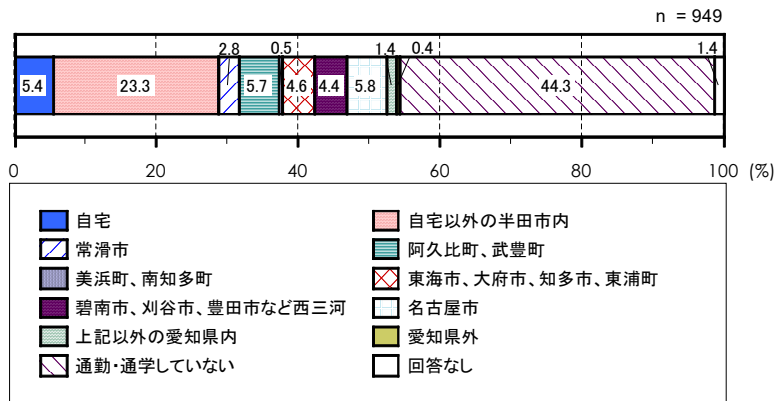 n = 949
2.8 0.5 1.4 0.4 1.4
5.4 23.3 5.7 4.6 4.4 5.8 44.3
0 20 40 60 80 100 (%)
自宅 自宅以外の半田市内
常滑市 阿久比町、武豊町
美浜町、南知多町 東海市、大府市、知多市、東浦町
碧南市、刈谷市、豊田市など西三河 名古屋市
上記以外の愛知県内 愛知県外
通勤・通学していない 回答なし